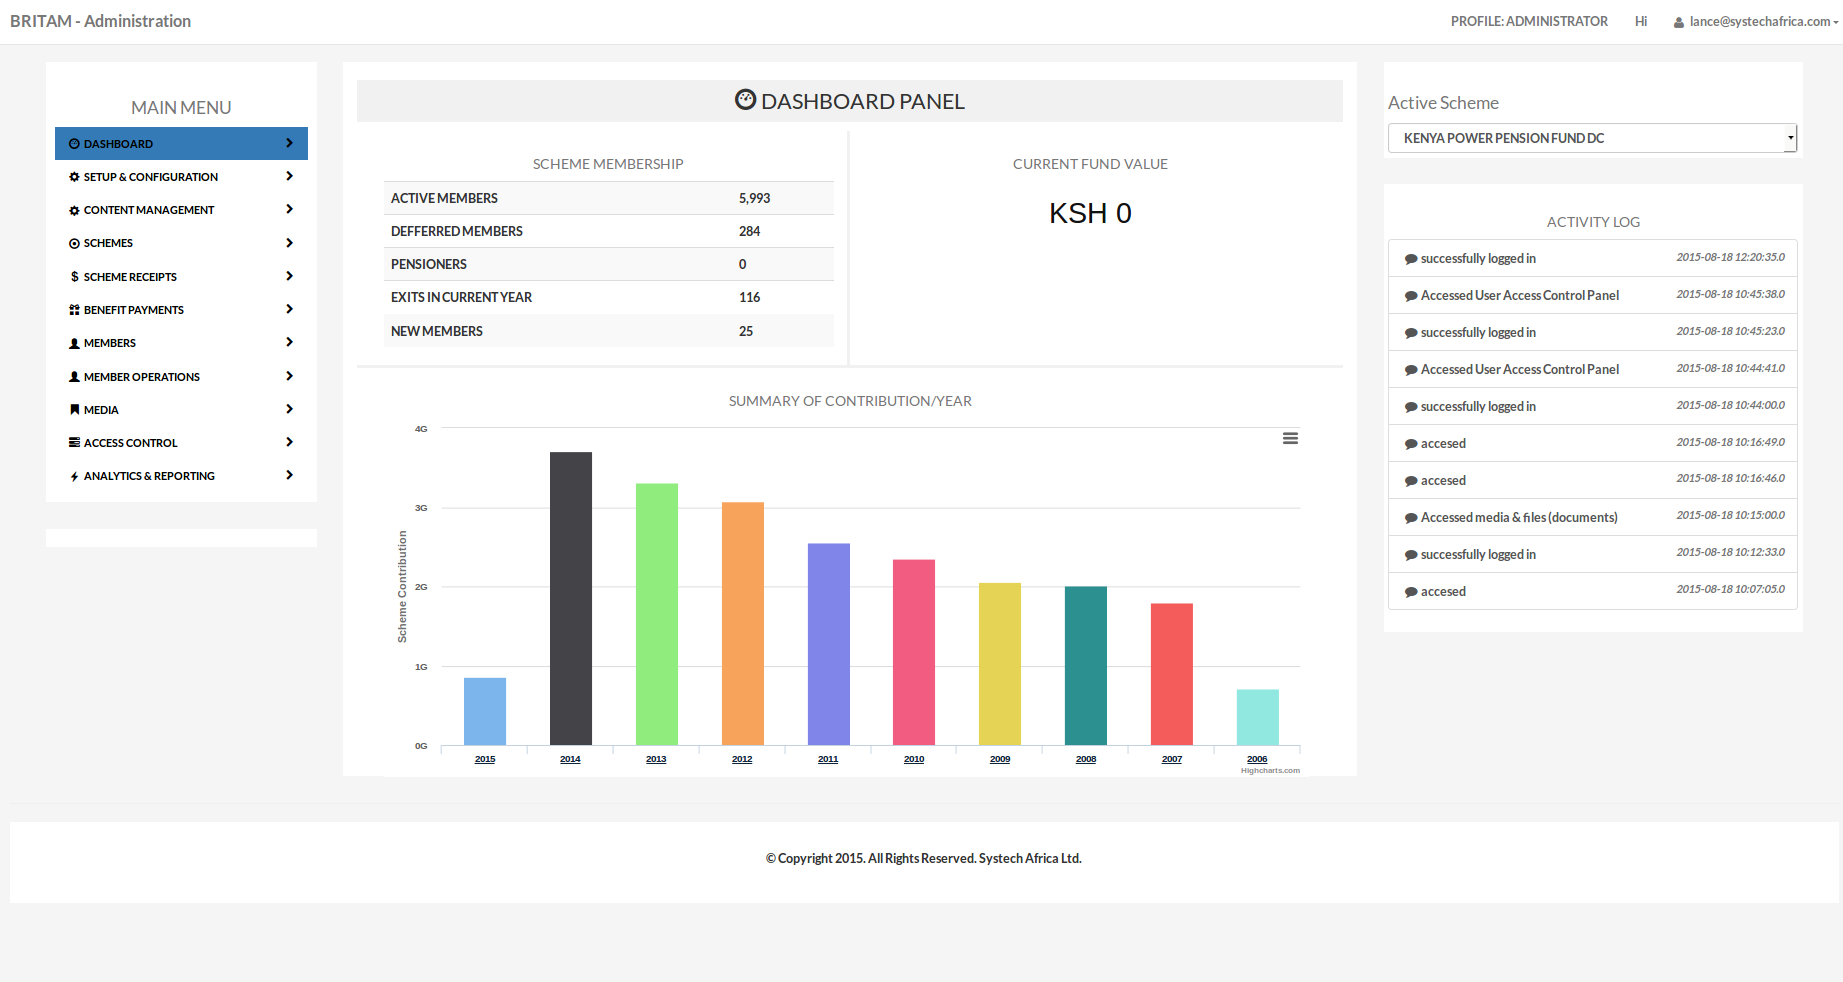 BRITAM - Administration
PROFILE: ADMINISTRATOR Hi lance@systechafrica.com
MAIN MENU
DASHBOARD
SETUP & CONFIGURATION
CONTENT MANAGEMENT
SCHEMES
SCHEME RECEIPTS
BENEFIT PAYMENTS
MEMBERS
MEMBER OPERATIONS
MEDIA
ACCESS CONTROL
ANALYTICS & REPORTING
DASHBOARD PANEL
SCHEME MEMBERSHIP
ACTIVE MEMBERS 5,993
DEFFERRED MEMBERS 284
PENSIONERS 0
EXITS IN CURRENT YEAR 116
NEW MEMBERS 25
CURRENT FUND VALUE
KSH 0
SUMMARY OF CONTRIBUTION/YEAR
Scheme Contribution
4G
3G
2G
1G
0G
2015 2014 2013 2012 2011 2010 2009 2008 2007 2006
Highcharts.com
Active Scheme
KENYA POWER PENSION FUND DC
ACTIVITY LOG
successfully logged in 2015-08-18 12:20:35.0
Accessed User Access Control Panel 2015-08-18 10:45:38.0
successfully logged in 2015-08-18 10:45:23.0
Accessed User Access Control Panel 2015-08-18 10:44:41.0
successfully logged in 2015-08-18 10:44:00.0
accesed 2015-08-18 10:16:49.0
accesed 2015-08-18 10:16:46.0
Accessed media & files (documents) 2015-08-18 10:15:00.0
successfully logged in 2015-08-18 10:12:33.0
accesed 2015-08-18 10:07:05.0
© Copyright 2015. All Rights Reserved. Systech Africa Ltd.